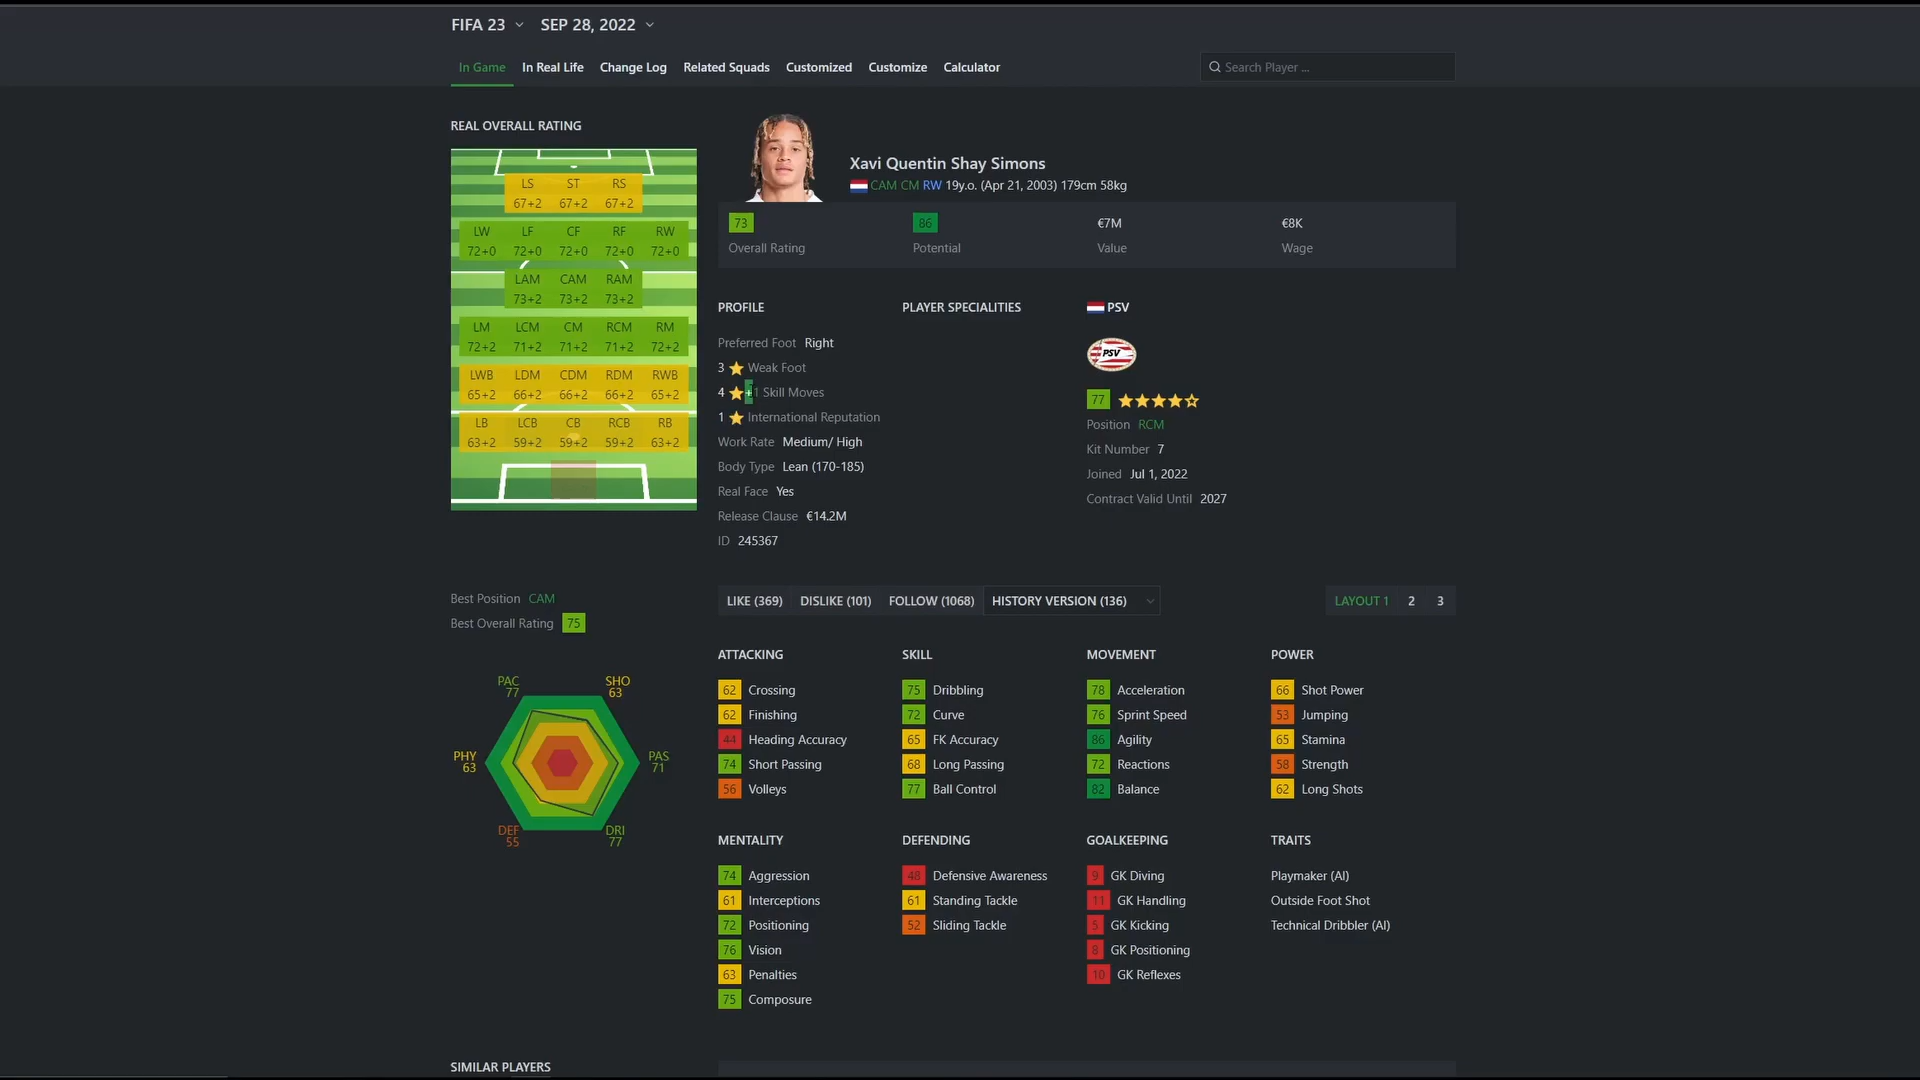 FIFA 23 SEP 28, 2022
In Game In Real Life Change Log Related Squads Customized Customize Calculator Search Player ...
REAL OVERALL RATING
LS ST RS
67+2 67+2 67+2
LW LF CF RF RW
72+0 72+0 72+0 72+0 72+0
LAM CAM RAM
73+2 73+2 73+2
LM LCM CM RCM RM
72+2 71+2 71+2 71+2 72+2
LWB LDM CDM RDM RWB
65+2 66+2 66+2 66+2 65+2
LB LCB CB RCB RB
63+2 59+2 59+2 59+2 63+2
Xavi Quentin Shay Simons
CAM CM RW 19y.o. (Apr 21, 2003) 179cm 58kg
73 86 €7M €8K
Overall Rating Potential Value Wage
PROFILE
Preferred Foot Right
3 Weak Foot
4 +1 Skill Moves
1 International Reputation
Work Rate Medium/ High
Body Type Lean (170-185)
Real Face Yes
Release Clause €14.2M
ID 245367
PLAYER SPECIALITIES
PSV
PSV
77
Position RCM
Kit Number 7
Joined Jul 1, 2022
Contract Valid Until 2027
Best Position CAM
Best Overall Rating 75
PAC
77
SHO
63
PHY
63
PAS
71
DEF
55
DRI
77
LIKE (369) DISLIKE (101) FOLLOW (1068) HISTORY VERSION (136) LAYOUT 1 2 3
ATTACKING
62 Crossing
62 Finishing
44 Heading Accuracy
74 Short Passing
56 Volleys
SKILL
75 Dribbling
72 Curve
65 FK Accuracy
68 Long Passing
77 Ball Control
MOVEMENT
78 Acceleration
76 Sprint Speed
86 Agility
72 Reactions
82 Balance
POWER
66 Shot Power
53 Jumping
65 Stamina
58 Strength
62 Long Shots
MENTALITY
74 Aggression
61 Interceptions
72 Positioning
76 Vision
63 Penalties
75 Composure
DEFENDING
48 Defensive Awareness
61 Standing Tackle
52 Sliding Tackle
GOALKEEPING
9 GK Diving
11 GK Handling
5 GK Kicking
8 GK Positioning
10 GK Reflexes
TRAITS
Playmaker (AI)
Outside Foot Shot
Technical Dribbler (AI)
SIMILAR PLAYERS